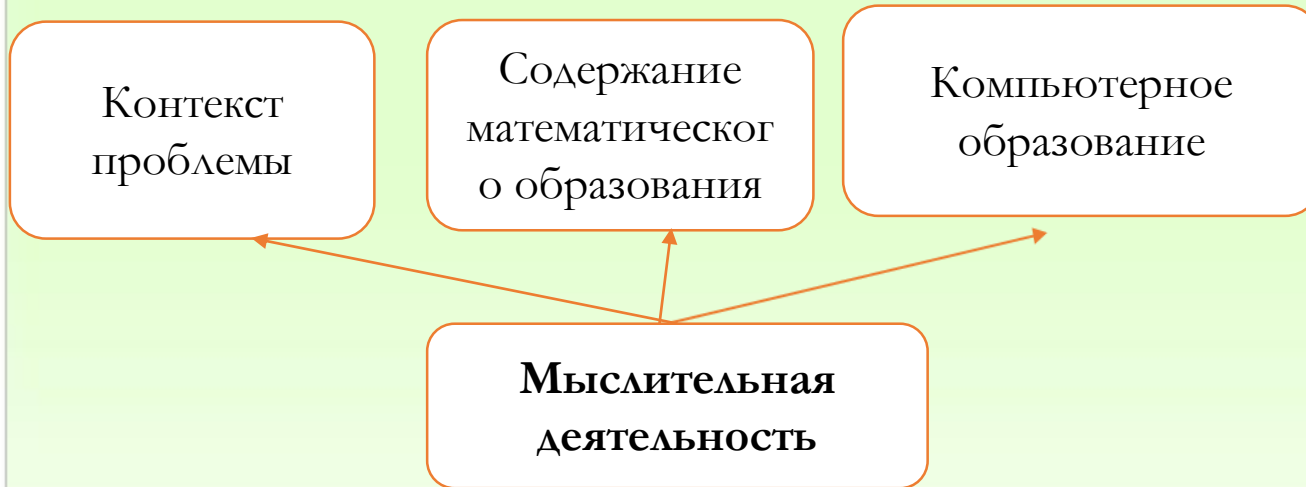 Контекст
проблемы
Содержание
математическог
о образования
Компьютерное
образование
Мыслительная
деятельность